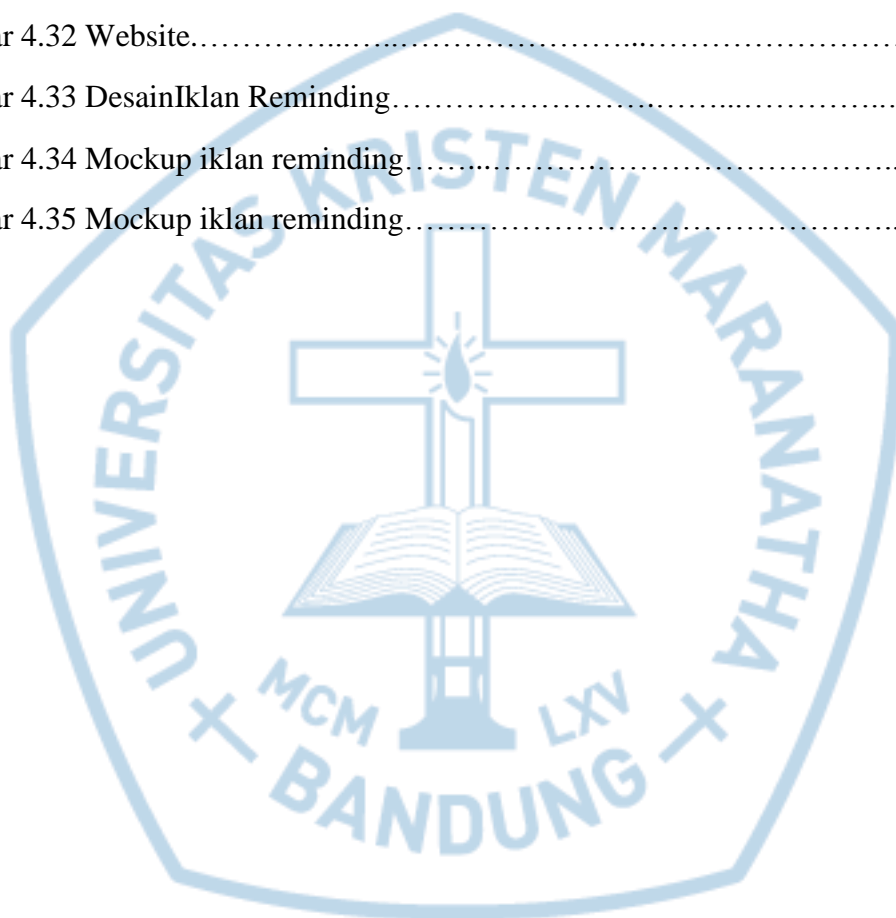 ar 4.32 Website…………...…..…………………...……………………
ar 4.33 DesainIklan Reminding…………………….……...…………..…
ar 4.34 Mockup iklan reminding……...………………………………….
ar 4.35 Mockup iklan reminding…………………………………………..
UNIVERSITAS KRISTEN MARANATHA
MCM LXV
BANDUNG